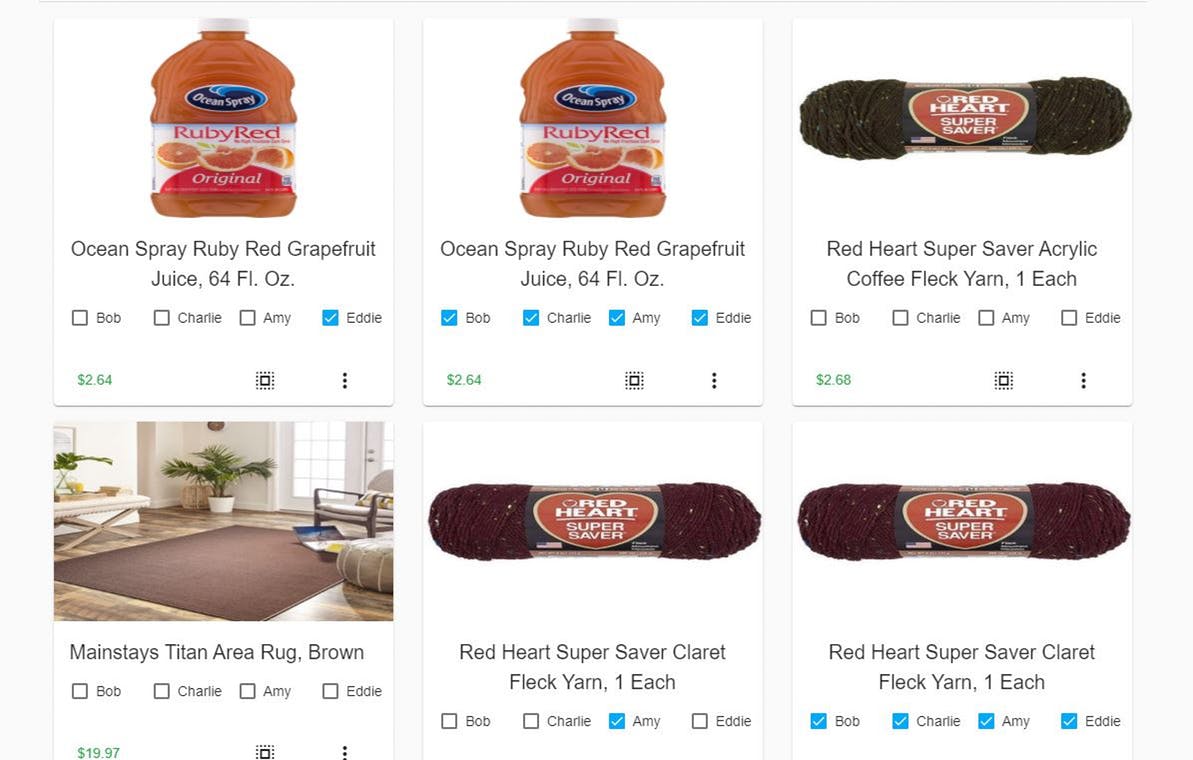 Ocean Spray
RubyRed
Original
Ocean Spray Ruby Red Grapefruit
Juice, 64 Fl. Oz.
Bob Charlie Amy Eddie
$2.64
Ocean Spray
RubyRed
Original
Ocean Spray Ruby Red Grapefruit
Juice, 64 Fl. Oz.
Bob Charlie Amy Eddie
$2.64
RED
HEART
SUPER
SAVER
Red Heart Super Saver Acrylic
Coffee Fleck Yarn, 1 Each
Bob Charlie Amy Eddie
$2.68
Mainstays Titan Area Rug, Brown
Bob Charlie Amy Eddie
$19.97
RED
HEART
SUPER
SAVER
Red Heart Super Saver Claret
Fleck Yarn, 1 Each
Bob Charlie Amy Eddie
RED
HEART
SUPER
SAVER
Red Heart Super Saver Claret
Fleck Yarn, 1 Each
Bob Charlie Amy Eddie